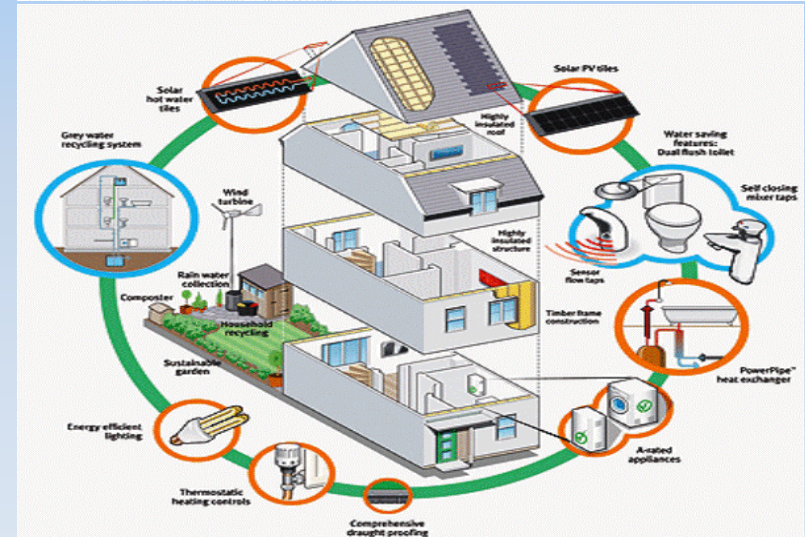 Solar
hot water
tiles
Solar PV tiles
Highly
insulated
roof
Grey water
recycling system
Water saving
features:
Dual flush toilet
Self closing
mixer taps
Wind
turbine
Highly
insulated
structure
Sensor
flow taps
Rain water
collection
Composter
Household
recycling
Timber frame
construction
Sustainable
garden
PowerPipe™
heat exchanger
Energy efficient
lighting
A-rated
appliances
Thermostatic
heating controls
Comprehensive
draught proofing